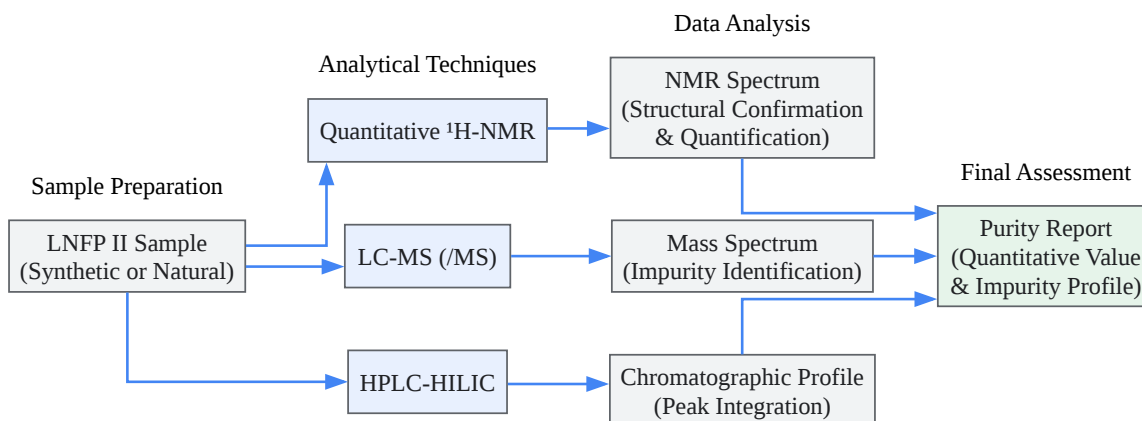 Data Analysis
Analytical Techniques
NMR Spectrum
(Structural Confirmation
& Quantification)
Quantitative ¹H-NMR
Sample Preparation
Final Assessment
LNFP II Sample
(Synthetic or Natural)
LC-MS (/MS)
Mass Spectrum
(Impurity Identification)
Purity Report
(Quantitative Value
& Impurity Profile)
HPLC-HILIC
Chromatographic Profile
(Peak Integration)